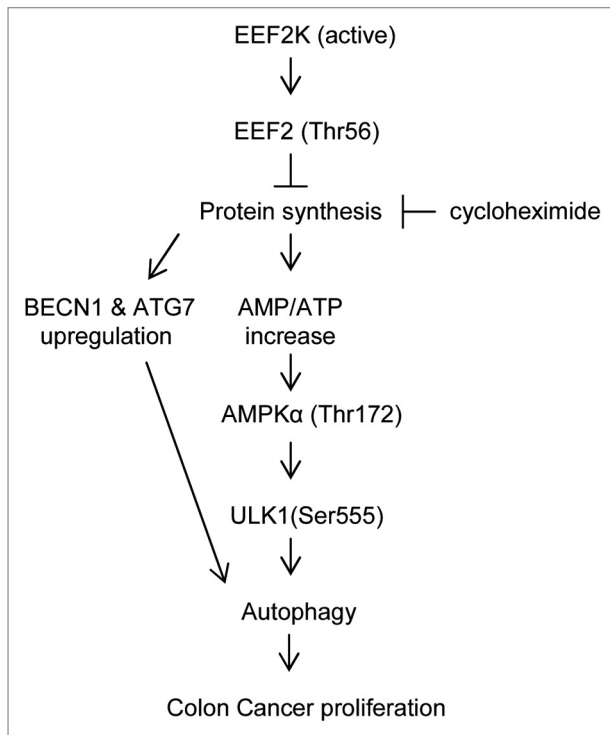 EEF2K (active)
EEF2 (Thr56)
Protein synthesis
cycloheximide
BECN1 & ATG7
upregulation
AMP/ATP
increase
AMPKα (Thr172)
ULK1(Ser555)
Autophagy
Colon Cancer proliferation